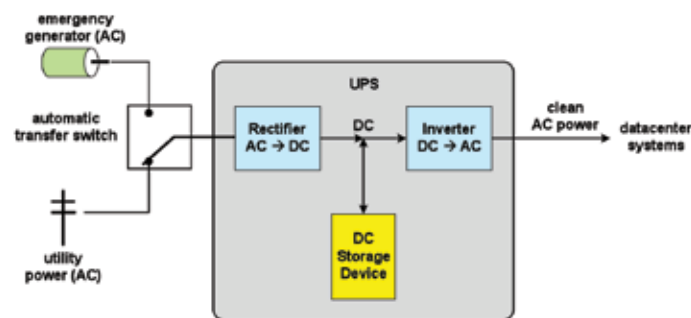 emergency
generator (AC)
automatic
transfer switch
utility
power (AC)
UPS
Rectifier
AC → DC
DC
Inverter
DC → AC
DC
Storage
Device
clean
AC power
datacenter
systems